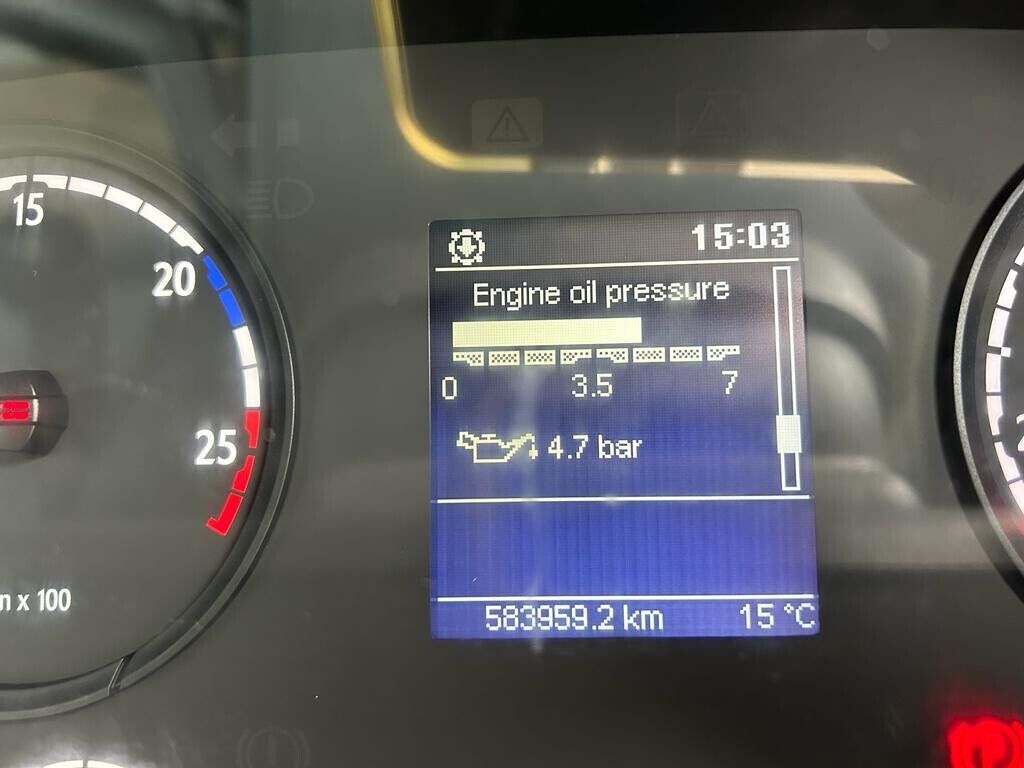 15:03
Engine oil pressure
0 3.5 7
4.7 bar
583959.2 km 15 °C
15
20
25
x 100